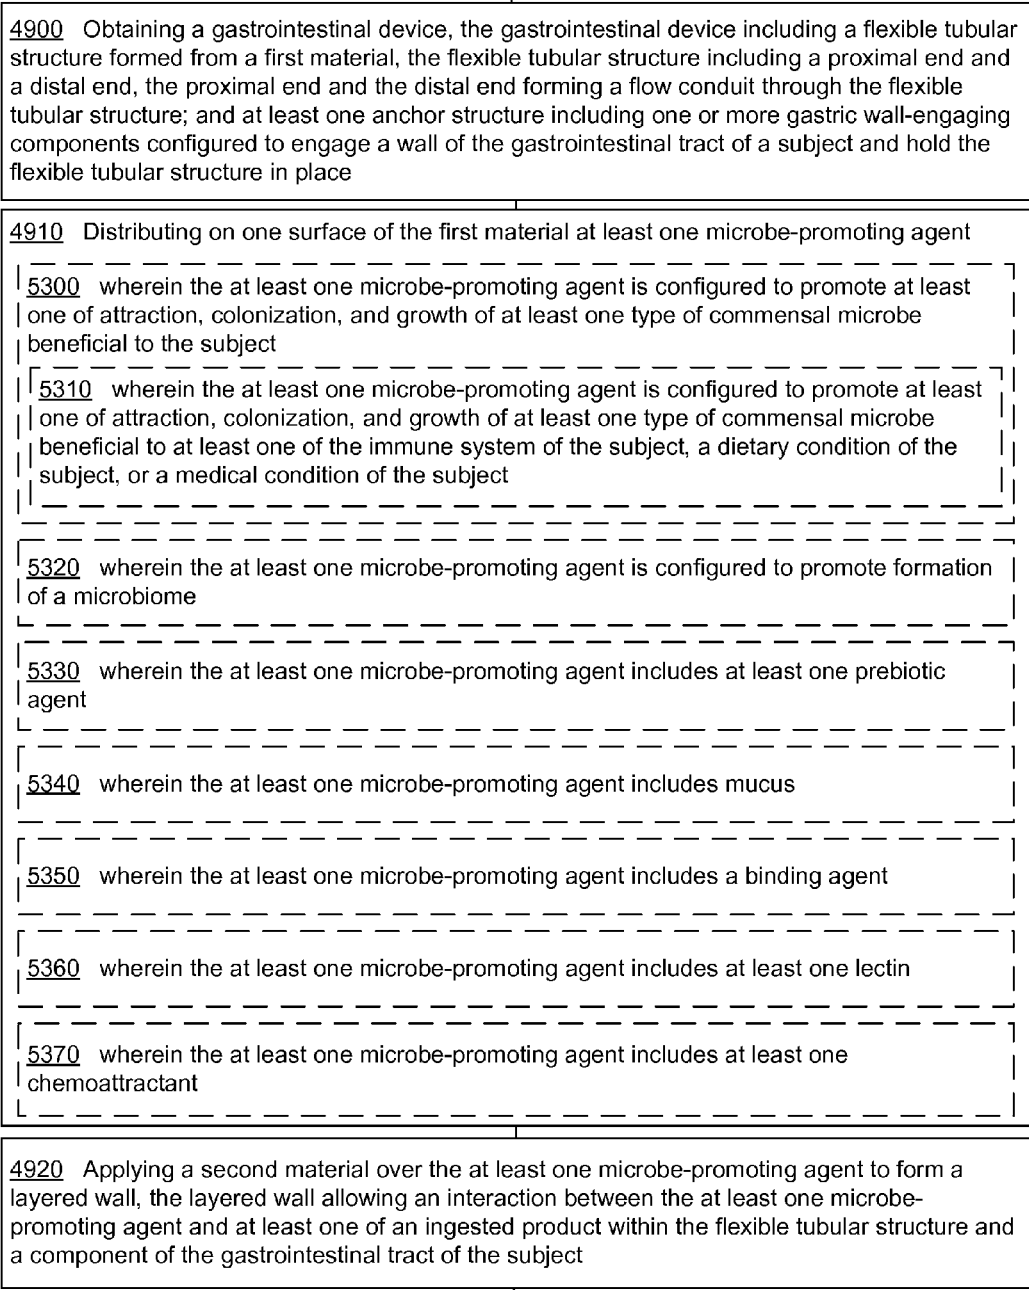 4900 Obtaining a gastrointestinal device, the gastrointestinal device including a flexible tubular
structure formed from a first material, the flexible tubular structure including a proximal end and
a distal end, the proximal end and the distal end forming a flow conduit through the flexible
tubular structure; and at least one anchor structure including one or more gastric wall-engaging
components configured to engage a wall of the gastrointestinal tract of a subject and hold the
flexible tubular structure in place
4910 Distributing on one surface of the first material at least one microbe-promoting agent
5300 wherein the at least one microbe-promoting agent is configured to promote at least
one of attraction, colonization, and growth of at least one type of commensal microbe
beneficial to the subject
5310 wherein the at least one microbe-promoting agent is configured to promote at least
one of attraction, colonization, and growth of at least one type of commensal microbe
beneficial to at least one of the immune system of the subject, a dietary condition of the
subject, or a medical condition of the subject
5320 wherein the at least one microbe-promoting agent is configured to promote formation
of a microbiome
5330 wherein the at least one microbe-promoting agent includes at least one prebiotic
agent
5340 wherein the at least one microbe-promoting agent includes mucus
5350 wherein the at least one microbe-promoting agent includes a binding agent
5360 wherein the at least one microbe-promoting agent includes at least one lectin
5370 wherein the at least one microbe-promoting agent includes at least one
chemoattractant
4920 Applying a second material over the at least one microbe-promoting agent to form a
layered wall, the layered wall allowing an interaction between the at least one microbe-
promoting agent and at least one of an ingested product within the flexible tubular structure and
a component of the gastrointestinal tract of the subject